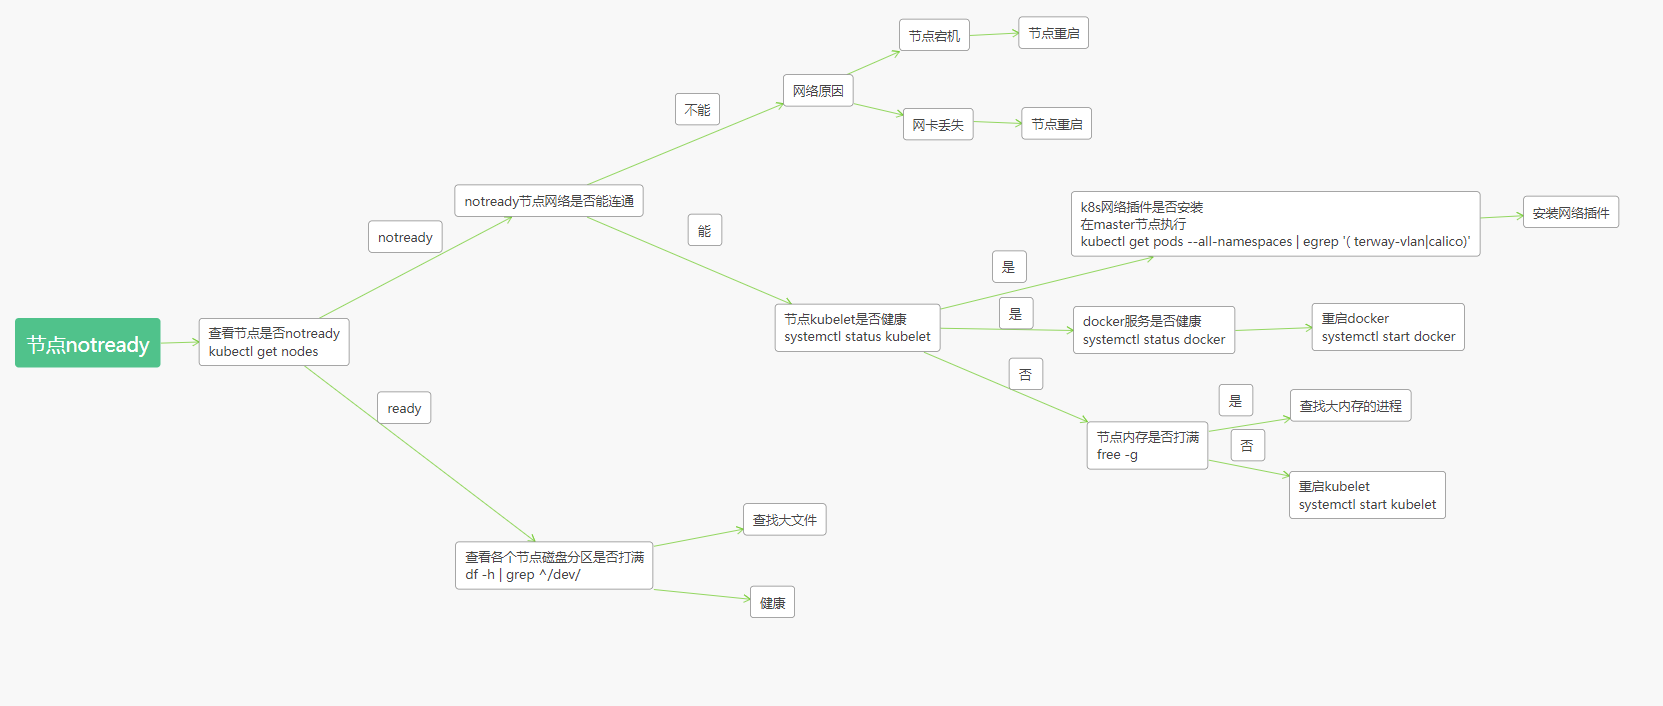 节点宕机
节点重启
网络原因
不能
网卡丢失
节点重启
notready节点网络是否能连通
k8s网络插件是否安装
在master节点执行
kubectl get pods --all-namespaces | egrep '( terway-vlan|calico)'
安装网络插件
notready
能
是
节点notready
查看节点是否notready
kubectl get nodes
节点kubelet是否健康
systemctl status kubelet
是
docker服务是否健康
systemctl status docker
重启docker
systemctl start docker
否
ready
是
查找大内存的进程
节点内存是否打满
free -g
否
重启kubelet
systemctl start kubelet
查找大文件
查看各个节点磁盘分区是否打满
df -h | grep ^/dev/
健康